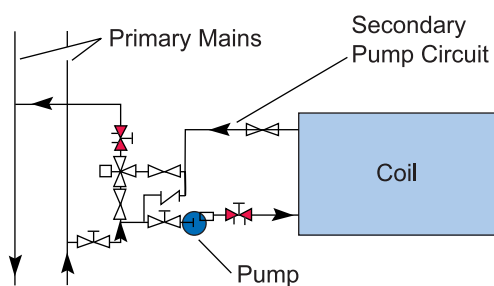 Primary Mains
Secondary
Pump Circuit
Coil
Pump